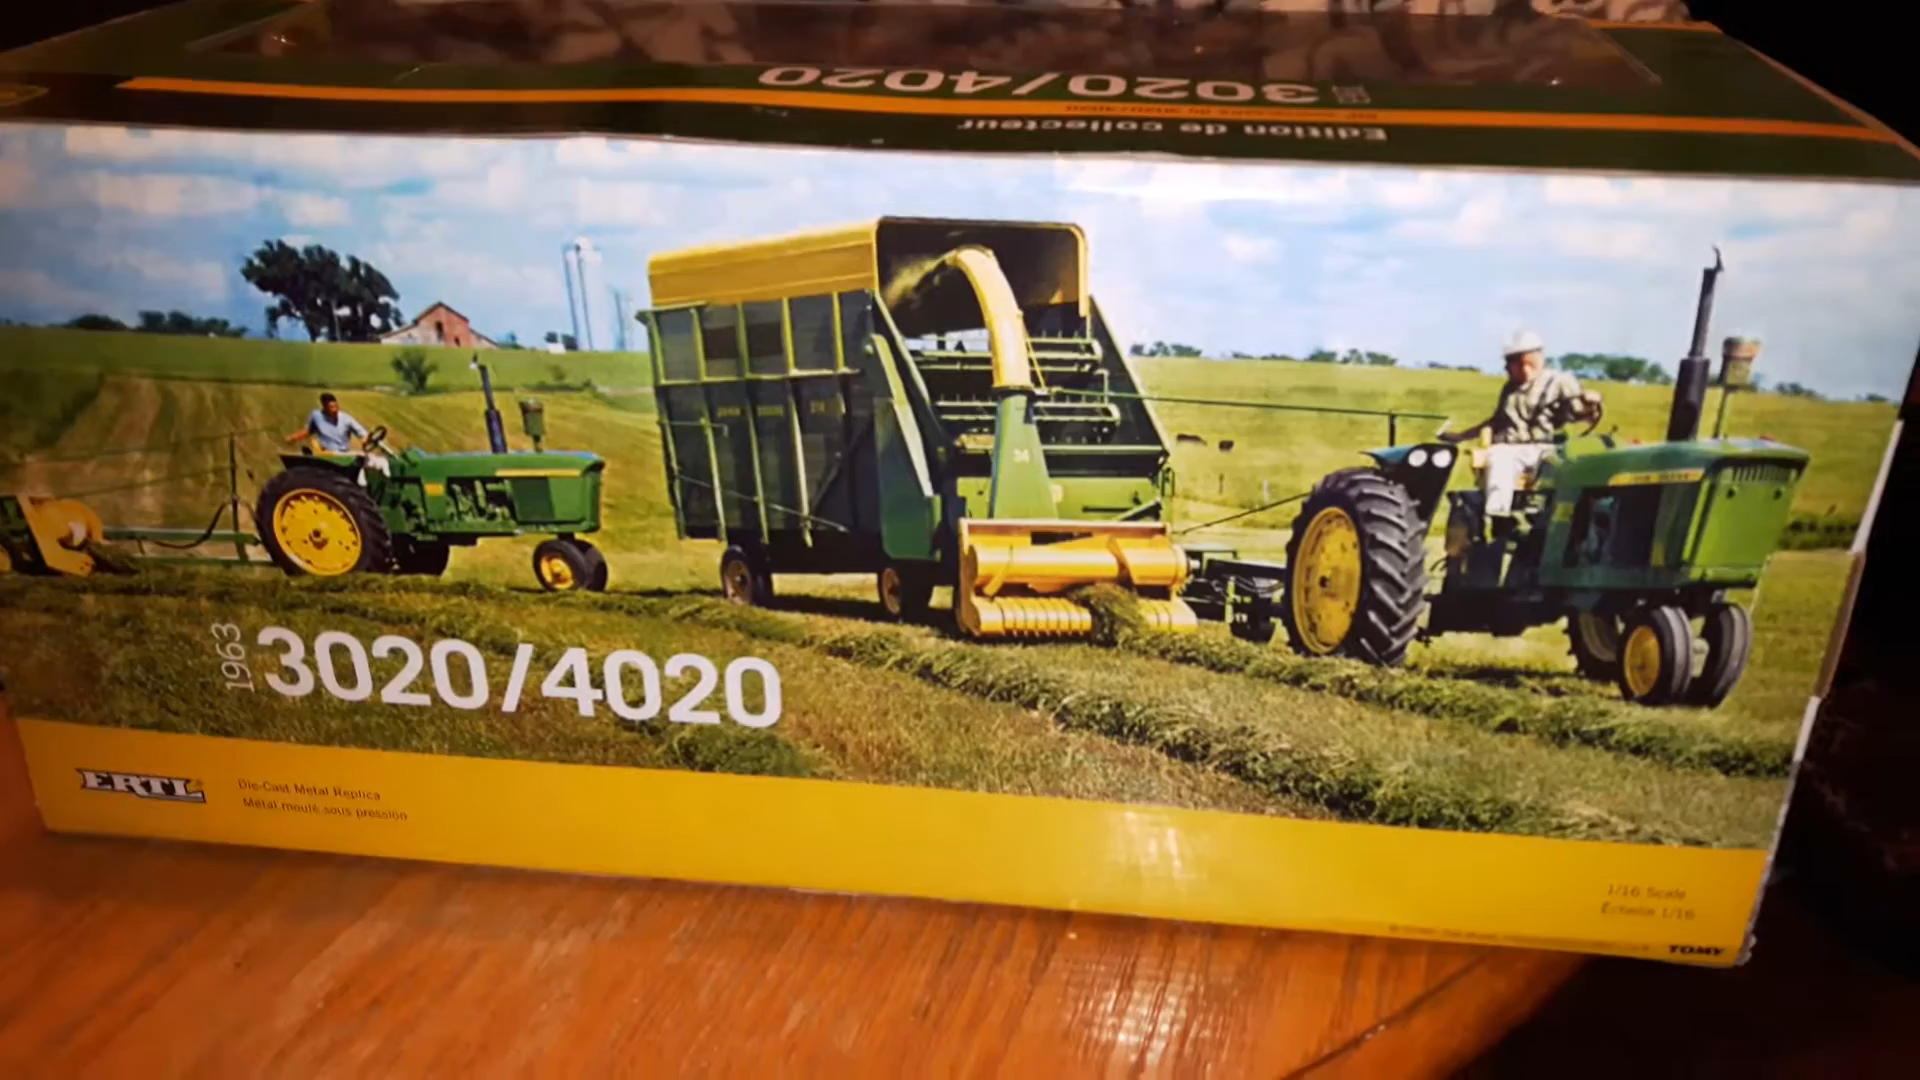 3020/4020
Édition de collecteur
34
1963
3020/4020
ERTL
Die-Cast Metal Replica
Métal moulé sous pression
1/16 Scale
Échelle 1/16
TOMY